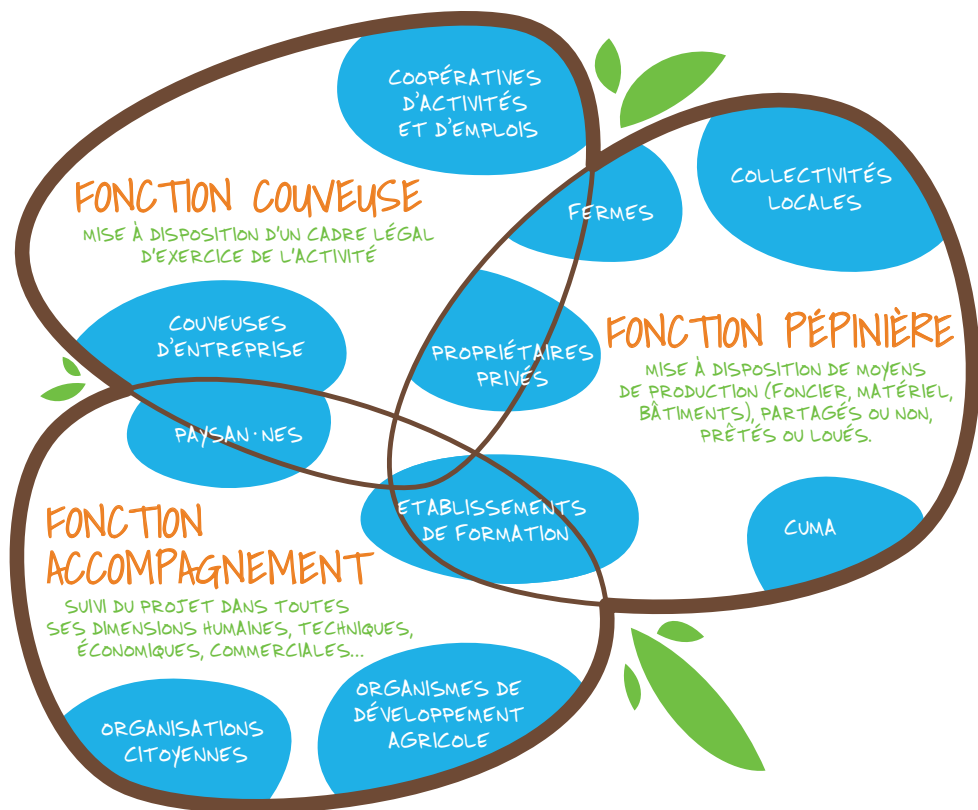 COOPÉRATIVES
D'ACTIVITÉS
ET D'EMPLOIS
FONCTION COUVEUSE
MISE À DISPOSITION D'UN CADRE LÉGAL
D'EXERCICE DE L'ACTIVITÉ
FERMES
COLLECTIVITÉS
LOCALES
COUVEUSES
D'ENTREPRISE
PROPRIÉTAIRES
PRIVÉS
FONCTION PÉPINIÈRE
MISE À DISPOSITION DE MOYENS
DE PRODUCTION (FONCIER, MATÉRIEL,
BÂTIMENTS), PARTAGÉS OU NON,
PRÊTÉS OU LOUÉS.
PAYSAN·NES
ETABLISSEMENTS
DE FORMATION
CUMA
FONCTION
ACCOMPAGNEMENT
SUIVI DU PROJET DANS TOUTES
SES DIMENSIONS HUMAINES, TECHNIQUES,
ÉCONOMIQUES, COMMERCIALES...
ORGANISATIONS
CITOYENNES
ORGANISMES DE
DÉVELOPPEMENT
AGRICOLE